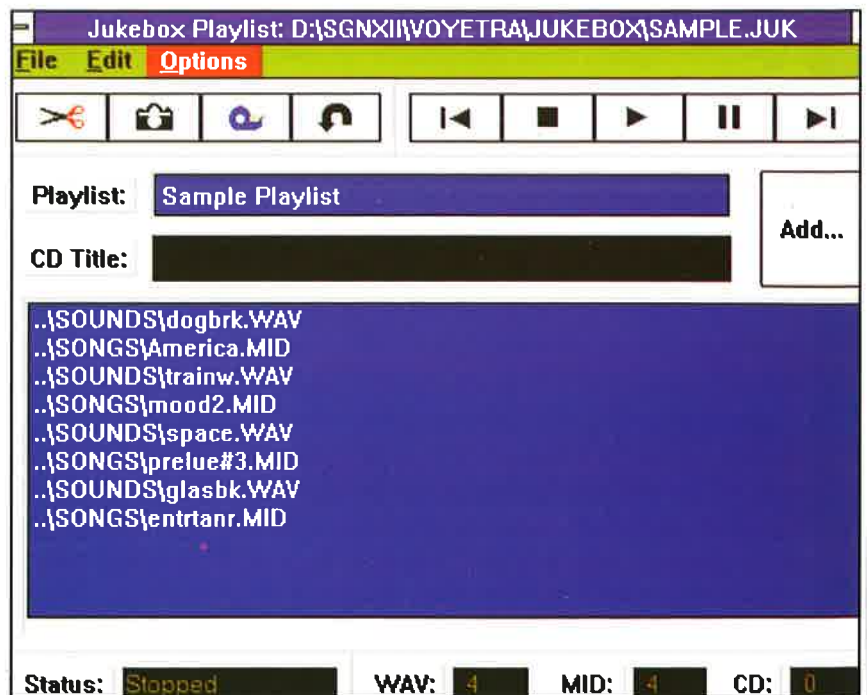 Jukebox Playlist: D:\SGNXII\VOYETRA\JUKEBOX\SAMPLE.JUK
File Edit Options
Playlist: Sample Playlist
Add...
CD Title:
..\SOUNDS\dogbrk.WAV
..\SONGS\America.MID
..\SOUNDS\trainw.WAV
..\SONGS\mood2.MID
..\SOUNDS\space.WAV
..\SONGS\prelue#3.MID
..\SOUNDS\glasbk.WAV
..\SONGS\entrtanr.MID
Status: Stopped WAV: 4 MID: 4 CD: 0